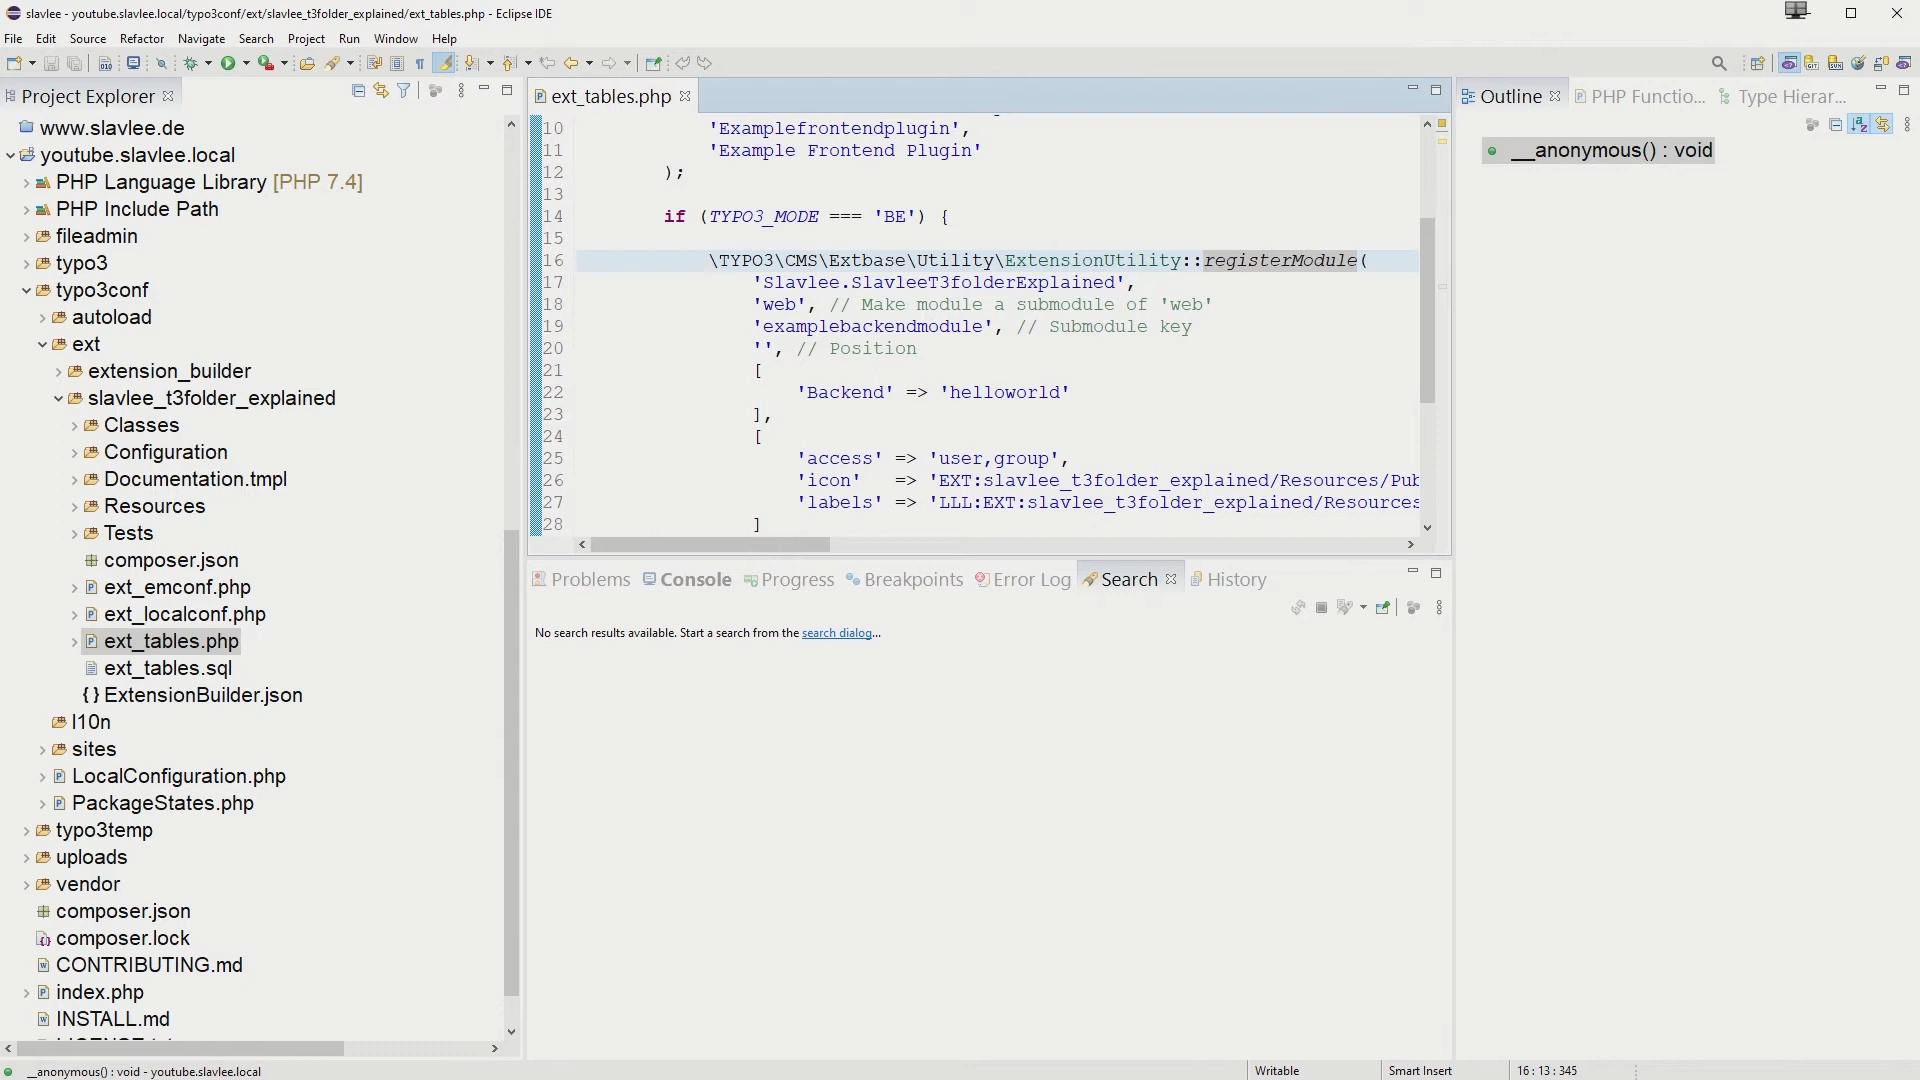 slavlee - youtube.slavlee.local/typo3conf/ext/slavlee_t3folder_explained/ext_tables.php - Eclipse IDE
File Edit Source Refactor Navigate Search Project Run Window Help
Project Explorer
www.slavlee.de
youtube.slavlee.local
PHP Language Library [PHP 7.4]
PHP Include Path
fileadmin
typo3
typo3conf
autoload
ext
extension_builder
slavlee_t3folder_explained
Classes
Configuration
Documentation.tmpl
Resources
Tests
composer.json
ext_emconf.php
ext_localconf.php
ext_tables.php
ext_tables.sql
ExtensionBuilder.json
l10n
sites
LocalConfiguration.php
PackageStates.php
typo3temp
uploads
vendor
composer.json
composer.lock
CONTRIBUTING.md
index.php
INSTALL.md
ext_tables.php
10 'Examplefrontendplugin',
11 'Example Frontend Plugin'
12 );
13
14 if (TYPO3_MODE === 'BE') {
15
16 \TYPO3\CMS\Extbase\Utility\ExtensionUtility::registerModule(
17 'Slavlee.SlavleeT3folderExplained',
18 'web', // Make module a submodule of 'web'
19 'examplebackendmodule', // Submodule key
20 '', // Position
21 [
22 'Backend' => 'helloworld'
23 ],
24 [
25 'access' => 'user,group',
26 'icon' => 'EXT:slavlee_t3folder_explained/Resources/Pub
27 'labels' => 'LLL:EXT:slavlee_t3folder_explained/Resources
28 ]
Problems Console Progress Breakpoints Error Log Search History
No search results available. Start a search from the search dialog...
Outline PHP Functio... Type Hierar...
__anonymous() : void
__anonymous() : void - youtube.slavlee.local
Writable Smart Insert 16 : 13 : 345